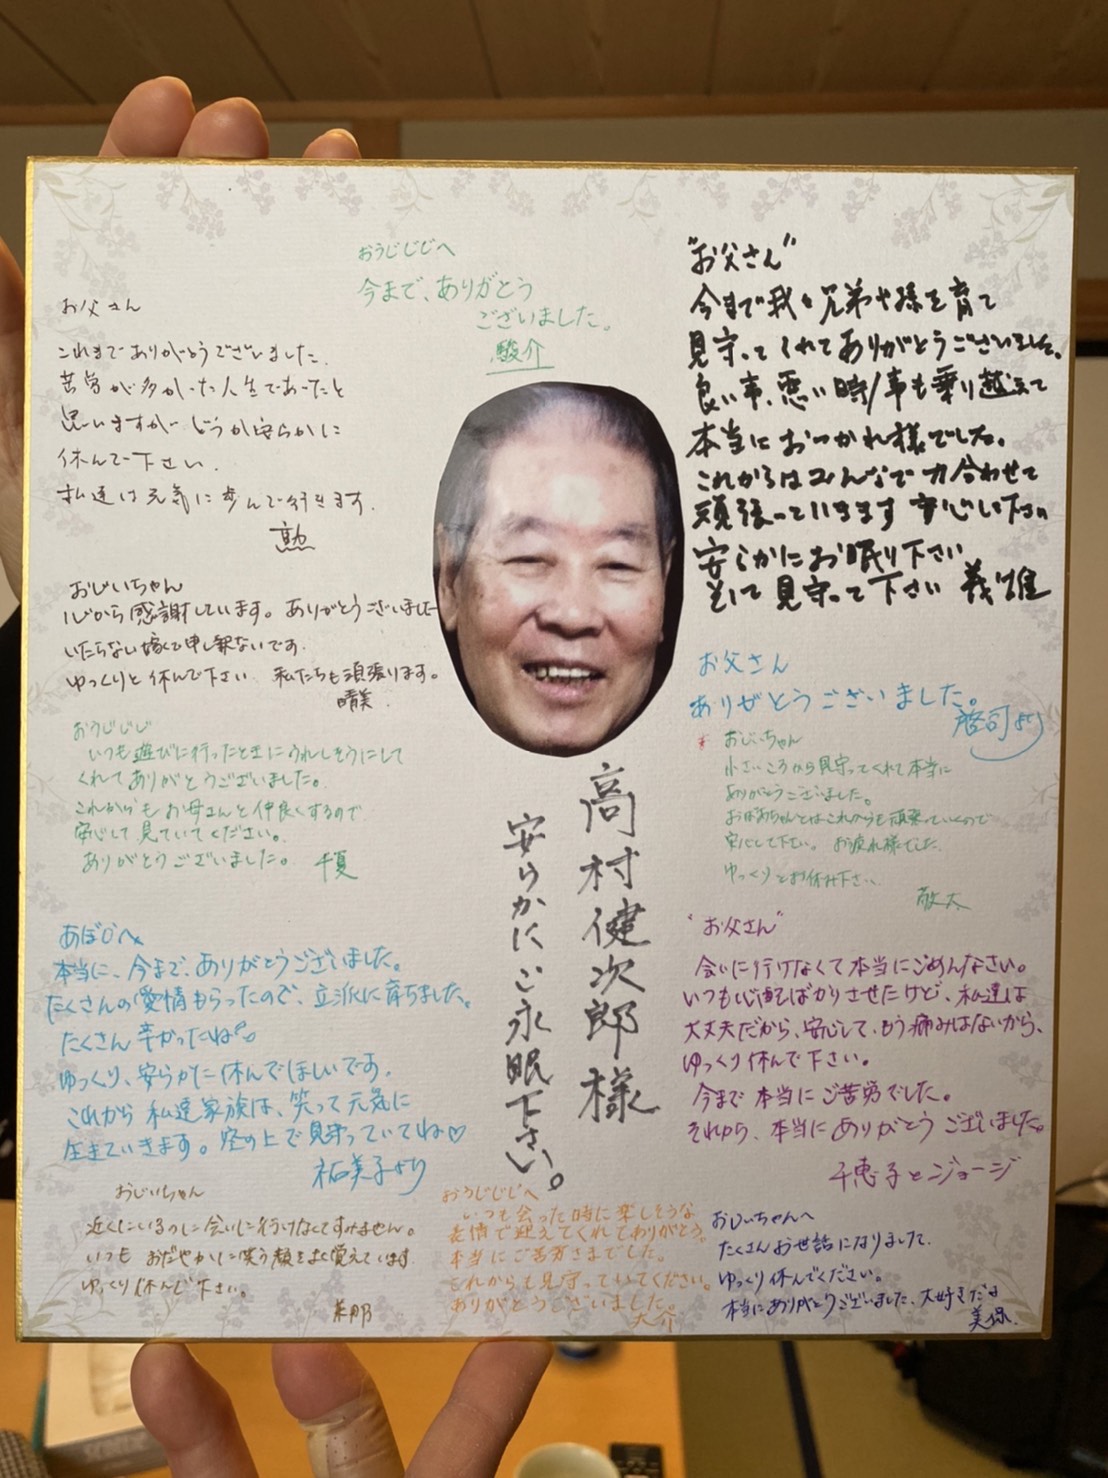 おうじじじへ
今まで、ありがとう
ございました。
駿介
お父さん
これまでありがとうございました。
苦労が多かった人生であったと
思いますが どうか安らかに
休んで下さい。
私達は元気に歩んで行きます。
勲
"お父さん"
今まで我々兄弟や孫を育て
見守ってくれてありがとうございました。
良い事、悪い時/事も乗り越えて
本当におつかれ様でした。
これからはみんなで力合わせて
頑張っていきます 安心し下さい
安らかにお眠り下さい
そして見守って下さい 義雄
おじいちゃん
心から感謝しています。ありがとうございました
いたらない嫁で申し訳ないです.
ゆっくりと休んで下さい 私たちも頑張ります。
晴美.
お父さん
ありがとうございました。
啓司より
おうじじじ
いつも遊びに行ったときにうれしそうにして
くれてありがとうございました。
これからもお母さんと仲良くするので
安心して見ていてください。
ありがとうございました。 千夏
おじいちゃん
小さいころから見守ってくれて本当に
ありがとうございました。
おばあちゃんとはこれからも頑張っていくので
安心して下さい。 お疲れ様でした.
ゆっくりとお休み下さい.
敬太
高村健次郎様
安らかにご永眠下さい。
あぼじへ
本当に、今まで、ありがとうございました。
たくさんの愛情もらったので、立派に育ちました。
たくさん辛かったね
ゆっくり、安らかに休んでほしいです。
これから私達家族は、笑って元気に
生きていきます。空の上で見守っていてね♡
祐美子より
"お父さん"
会いに行けなくて本当にごめんなさい。
いつも心配ばかりさせたけど、私達は
大丈夫だから、安心して、もう痛みはないから、
ゆっくり休んで下さい。
今まで本当にご苦労でした。
それから、本当にありがとうございました。
千恵子とジョージ
おじいちゃん
近くにいるのに会いに行けなくてすみません。
いつも おだやかに笑う顔をよく覚えています
ゆっくり休んで下さい。
茉那
おうじじじへ
いつも会った時に楽しそうな
表情で迎えてくれてありがとう。
本当にご苦労さまでした。
これからも見守っていてください。
ありがとうございました。
大介
おじいちゃんへ
たくさんお世話になりました.
ゆっくり休んでください。
本当にありがとうございました、大好きだよ
美保.